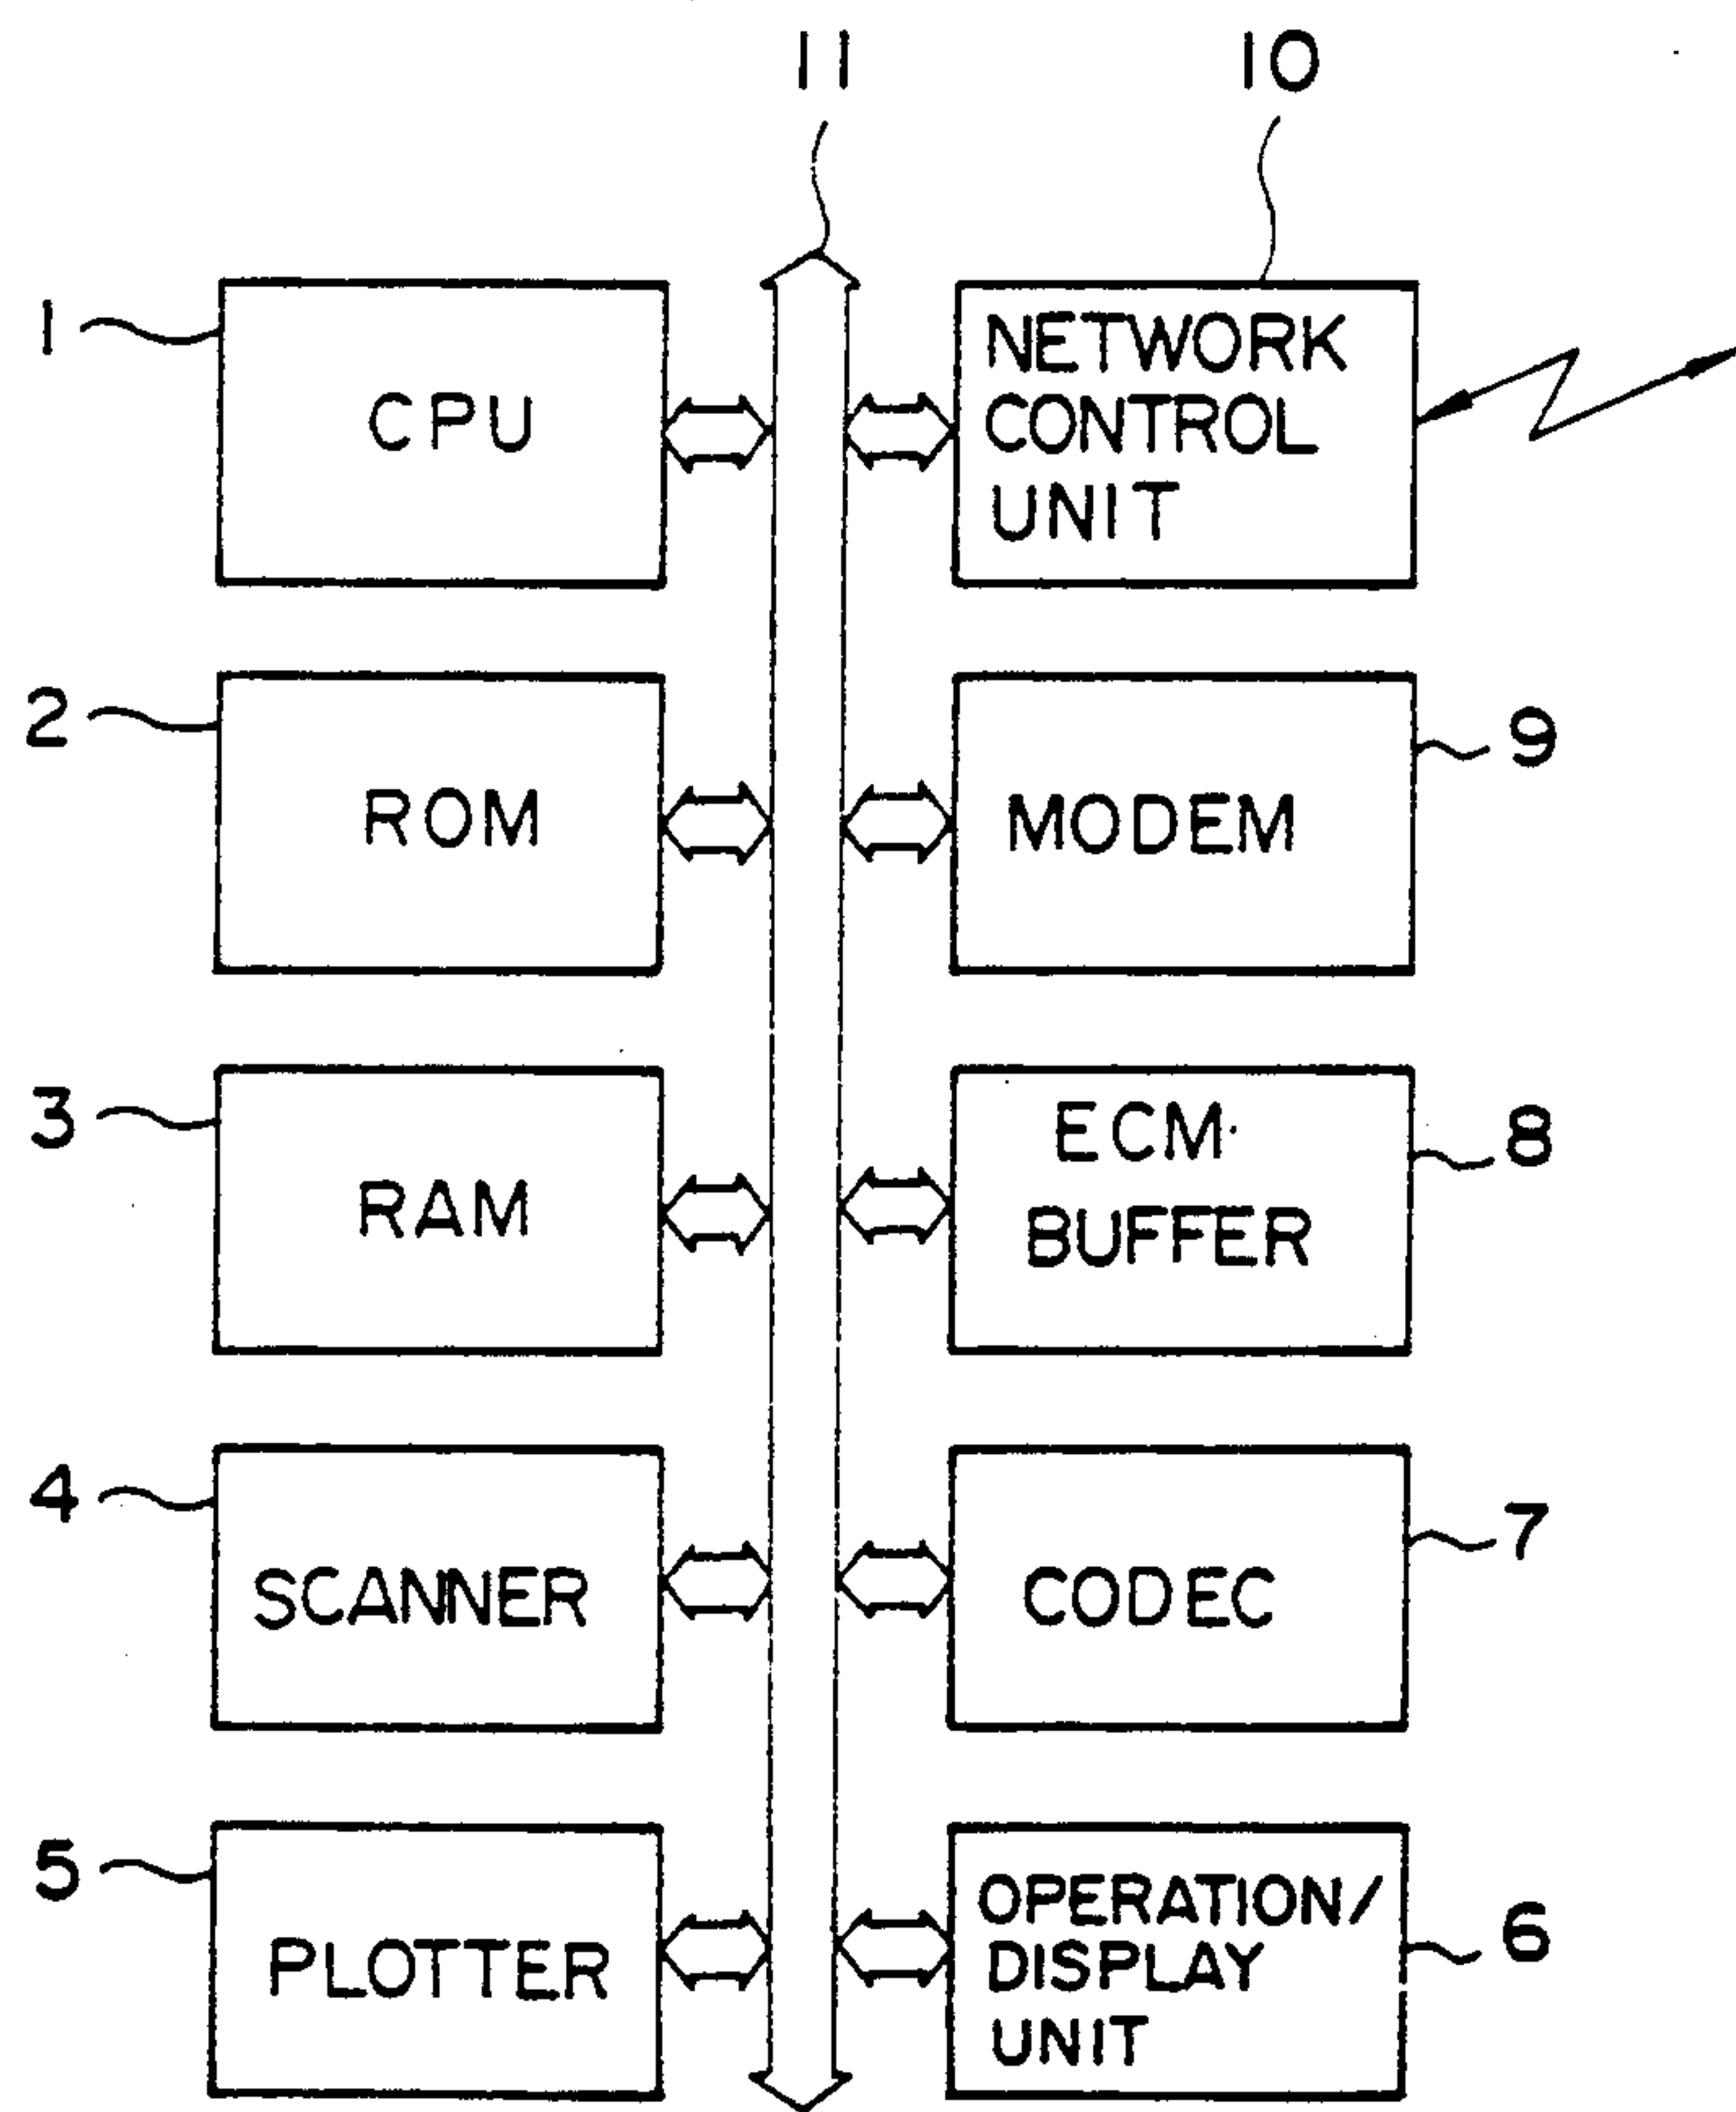 11
10
1
CPU
NETWORK
CONTROL
UNIT
2
ROM
9
MODEM
3
RAM
8
ECM
BUFFER
4
SCANNER
7
CODEC
5
PLOTTER
6
OPERATION/
DISPLAY
UNIT